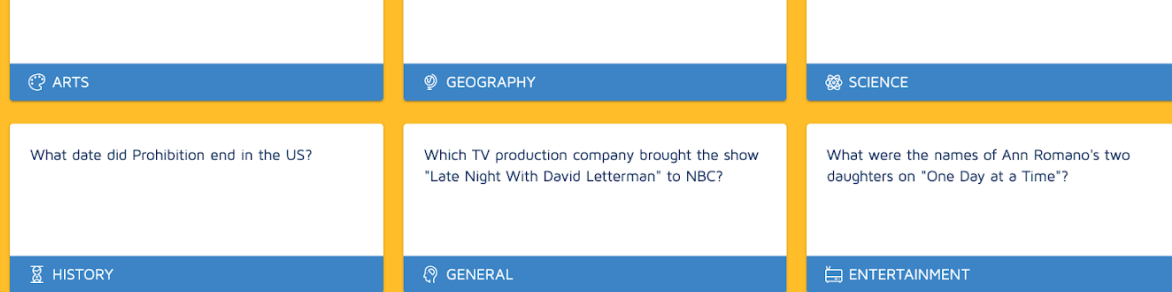 ARTS
GEOGRAPHY
SCIENCE
What date did Prohibition end in the US?
HISTORY
Which TV production company brought the show
"Late Night With David Letterman" to NBC?
GENERAL
What were the names of Ann Romano's two
daughters on "One Day at a Time"?
ENTERTAINMENT